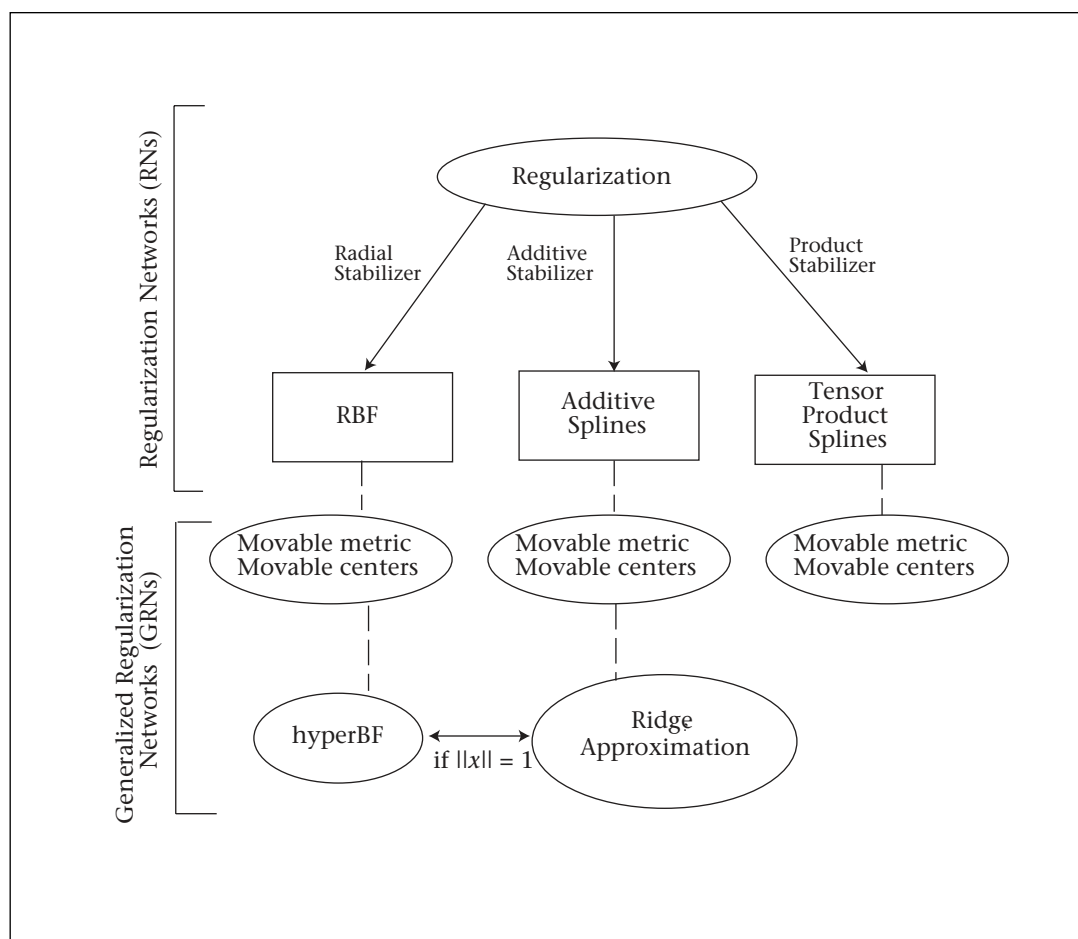 Regularization Networks (RNs)
Regularization
Radial
Stabilizer
Additive
Stabilizer
Product
Stabilizer
RBF
Additive
Splines
Tensor
Product
Splines
Generalized Regularization
Networks (GRNs)
Movable metric
Movable centers
Movable metric
Movable centers
Movable metric
Movable centers
hyperBF
if ||x|| = 1
Ridge
Approximation